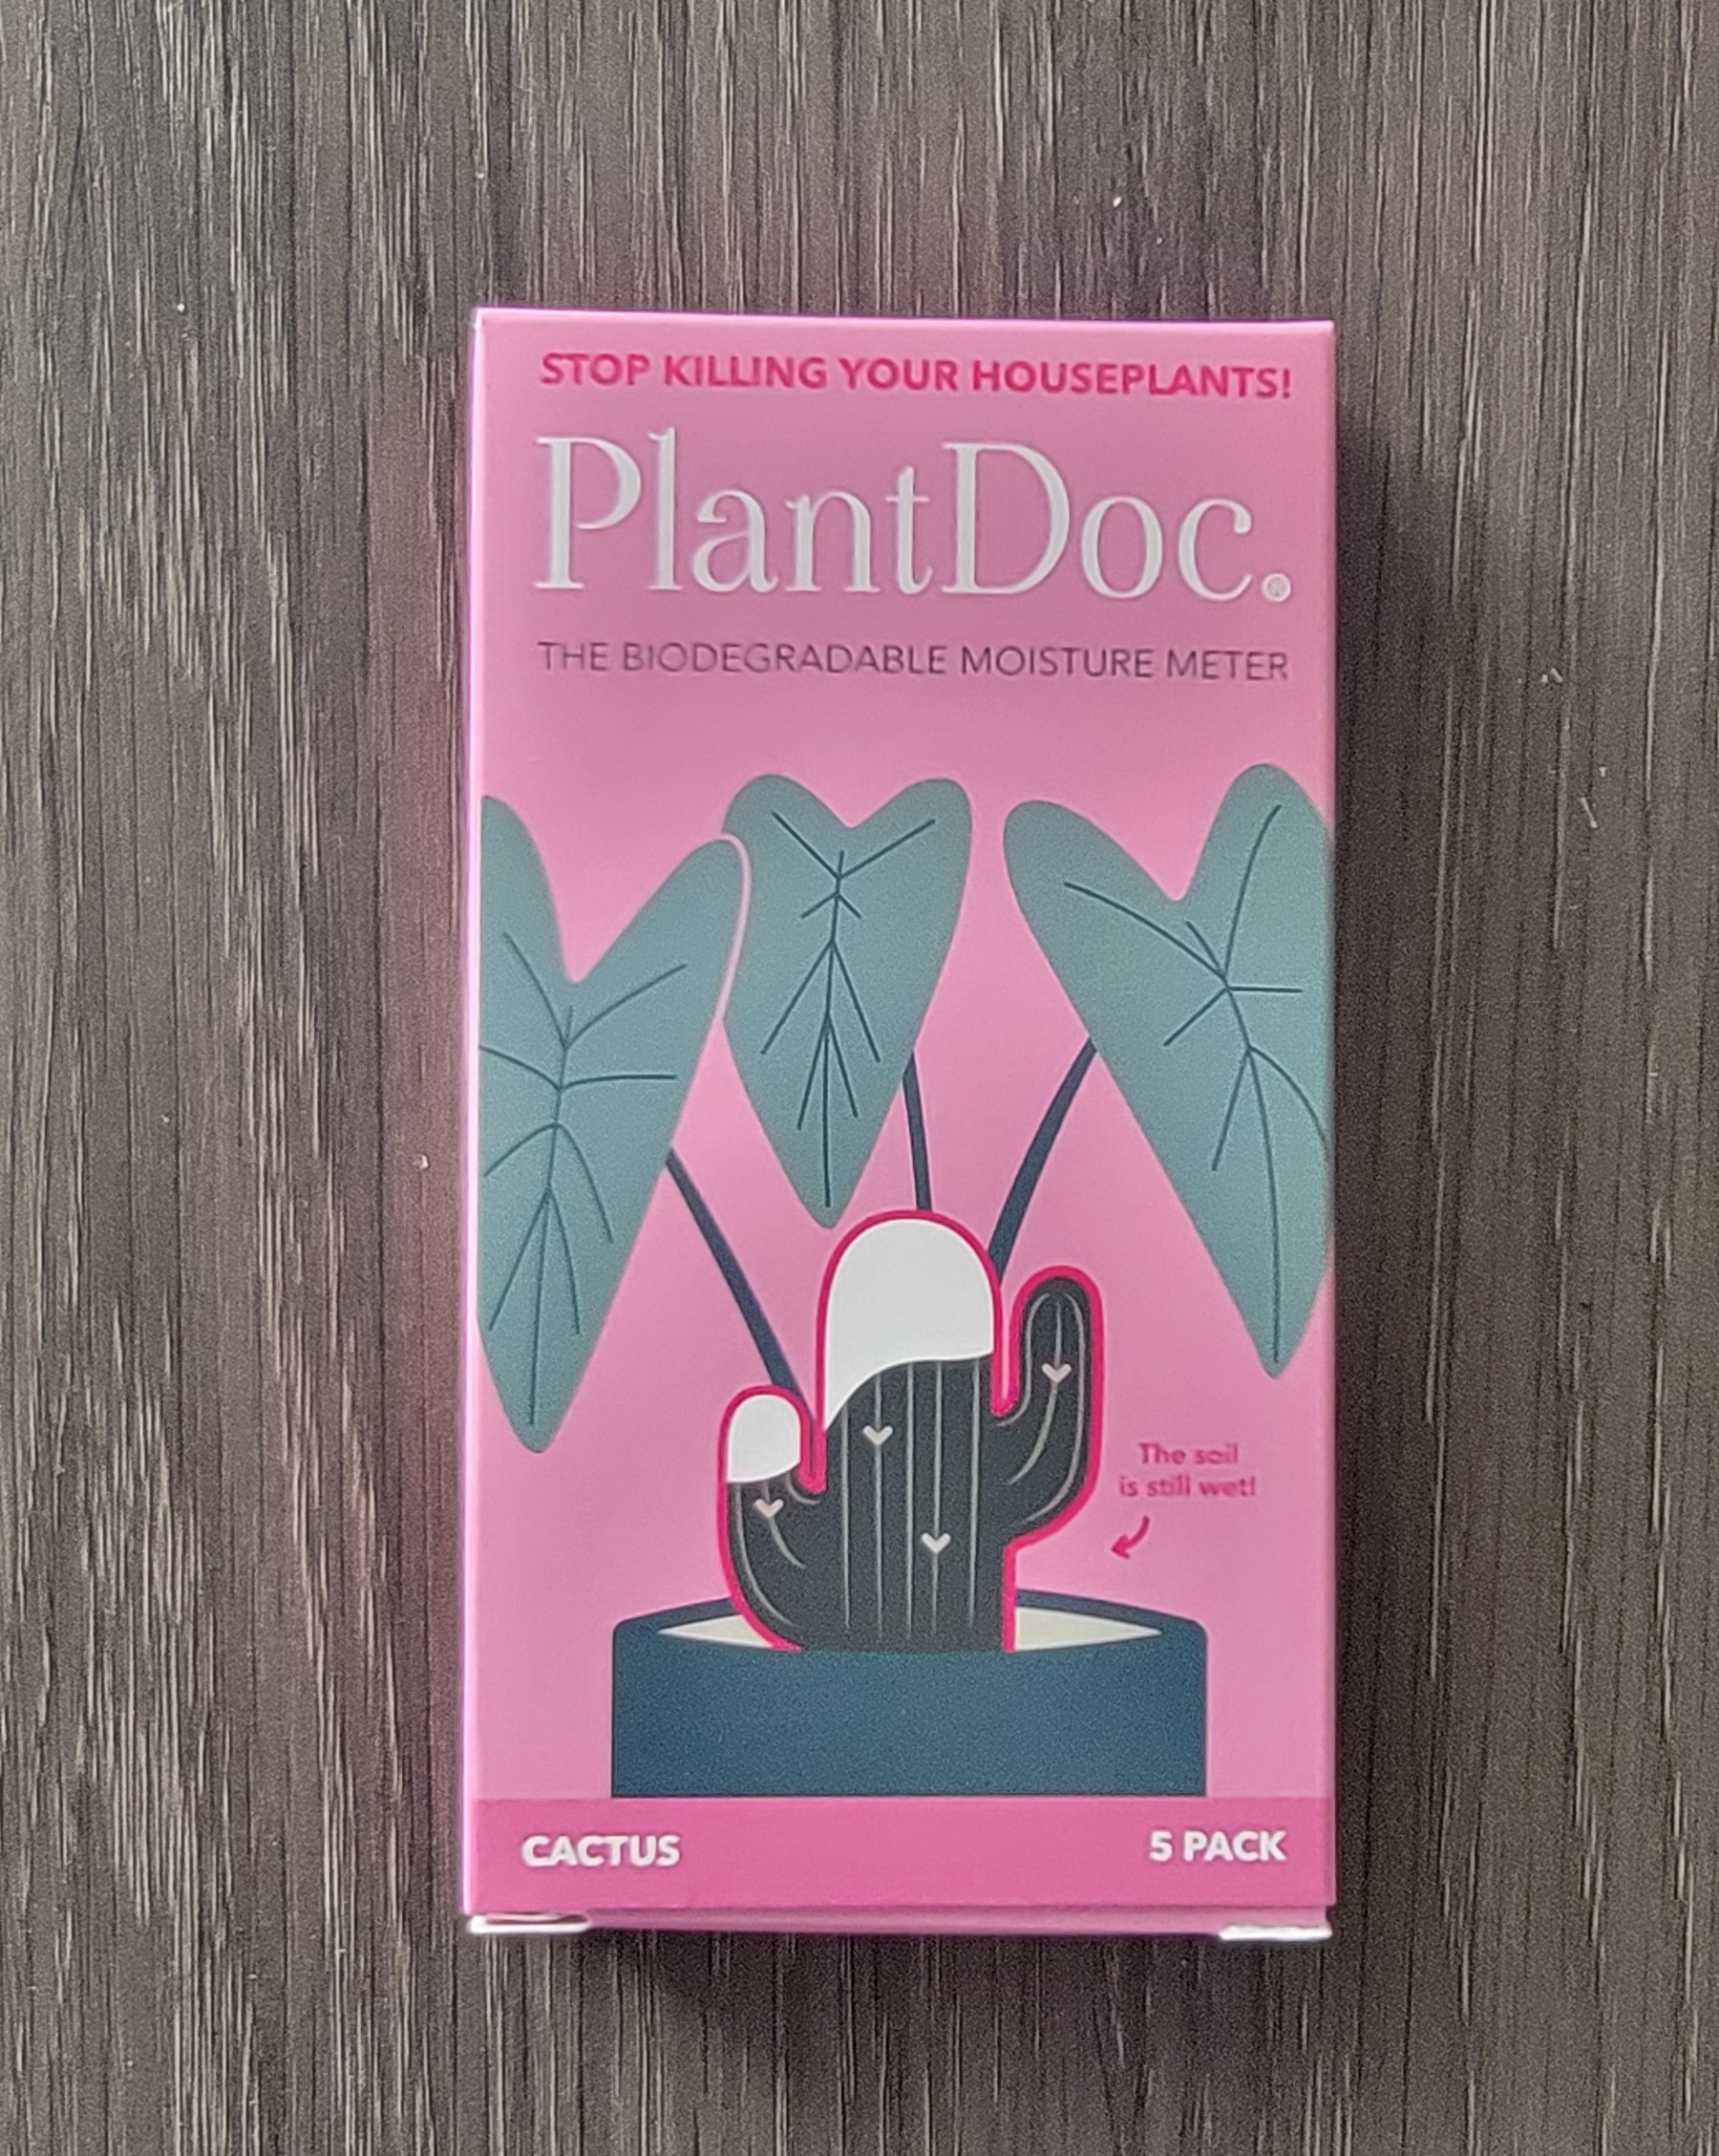 STOP KILLING YOUR HOUSEPLANTS!
PlantDoc.®
THE BIODEGRADABLE MOISTURE METER
The soil
is still wet!
CACTUS
5 PACK